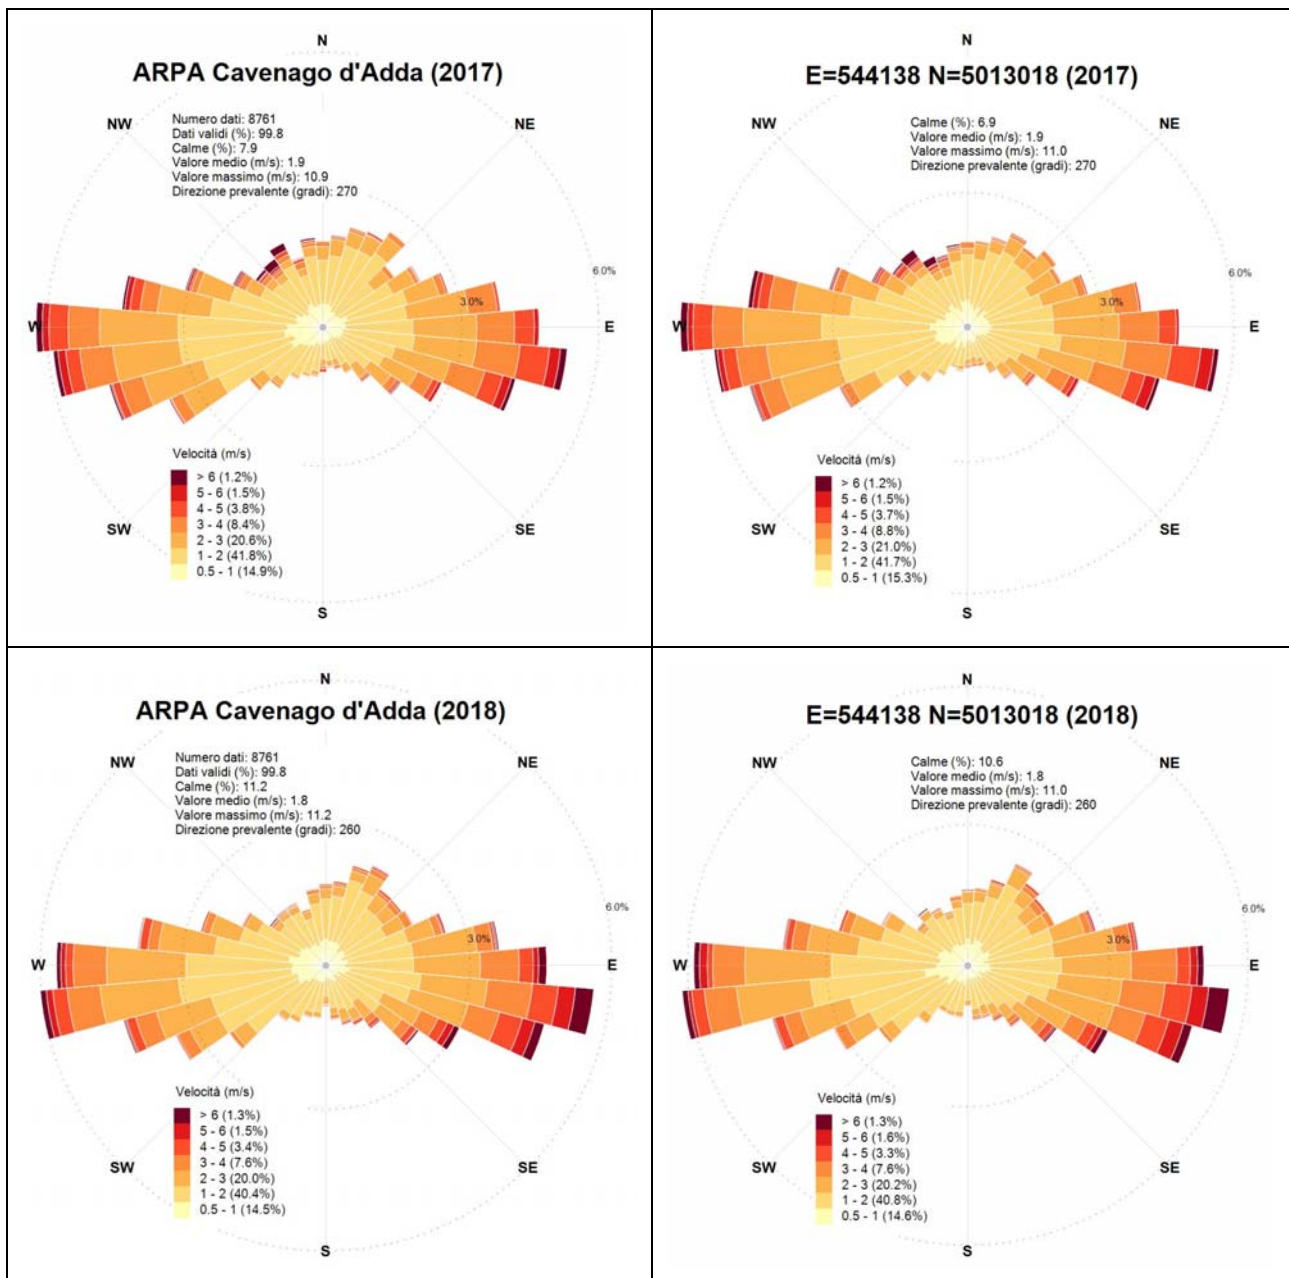 N
ARPA Cavenago d'Adda (2017)
NW
NE
Numero dati: 8761
Dati validi (%): 99.8
Calme (%): 7.9
Valore medio (m/s): 1.9
Valore massimo (m/s): 10.9
Direzione prevalente (gradi): 270
6.0%
3.0%
W
E
Velocità (m/s)
> 6 (1.2%)
5 - 6 (1.5%)
4 - 5 (3.8%)
3 - 4 (8.4%)
2 - 3 (20.6%)
1 - 2 (41.8%)
0.5 - 1 (14.9%)
SW
SE
S
N
E=544138 N=5013018 (2017)
NW
NE
Calme (%): 6.9
Valore medio (m/s): 1.9
Valore massimo (m/s): 11.0
Direzione prevalente (gradi): 270
6.0%
3.0%
W
E
Velocità (m/s)
> 6 (1.2%)
5 - 6 (1.5%)
4 - 5 (3.7%)
3 - 4 (8.8%)
2 - 3 (21.0%)
1 - 2 (41.7%)
0.5 - 1 (15.3%)
SW
SE
S
N
ARPA Cavenago d'Adda (2018)
NW
NE
Numero dati: 8761
Dati validi (%): 99.8
Calme (%): 11.2
Valore medio (m/s): 1.8
Valore massimo (m/s): 11.2
Direzione prevalente (gradi): 260
6.0%
3.0%
W
E
Velocità (m/s)
> 6 (1.3%)
5 - 6 (1.5%)
4 - 5 (3.4%)
3 - 4 (7.6%)
2 - 3 (20.0%)
1 - 2 (40.4%)
0.5 - 1 (14.5%)
SW
SE
S
N
E=544138 N=5013018 (2018)
NW
NE
Calme (%): 10.6
Valore medio (m/s): 1.8
Valore massimo (m/s): 11.0
Direzione prevalente (gradi): 260
6.0%
3.0%
W
E
Velocità (m/s)
> 6 (1.3%)
5 - 6 (1.6%)
4 - 5 (3.3%)
3 - 4 (7.6%)
2 - 3 (20.2%)
1 - 2 (40.8%)
0.5 - 1 (14.6%)
SW
SE
S